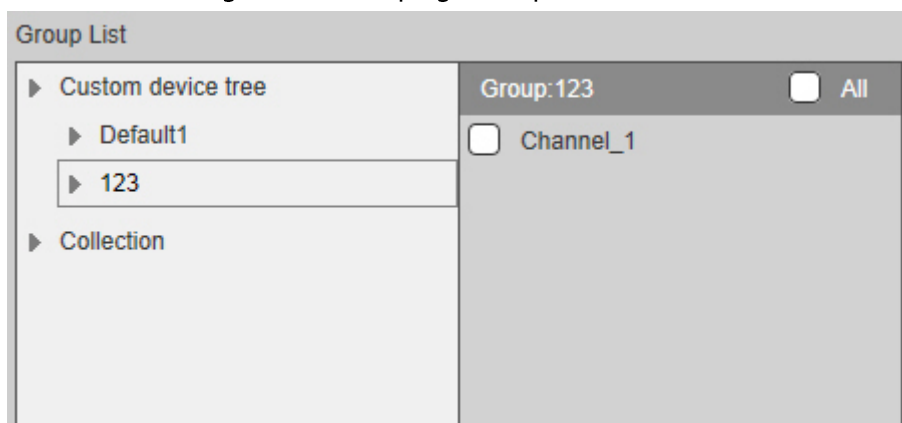 Group List
Custom device tree
Default1
123
Collection
Group:123 All
Channel_1